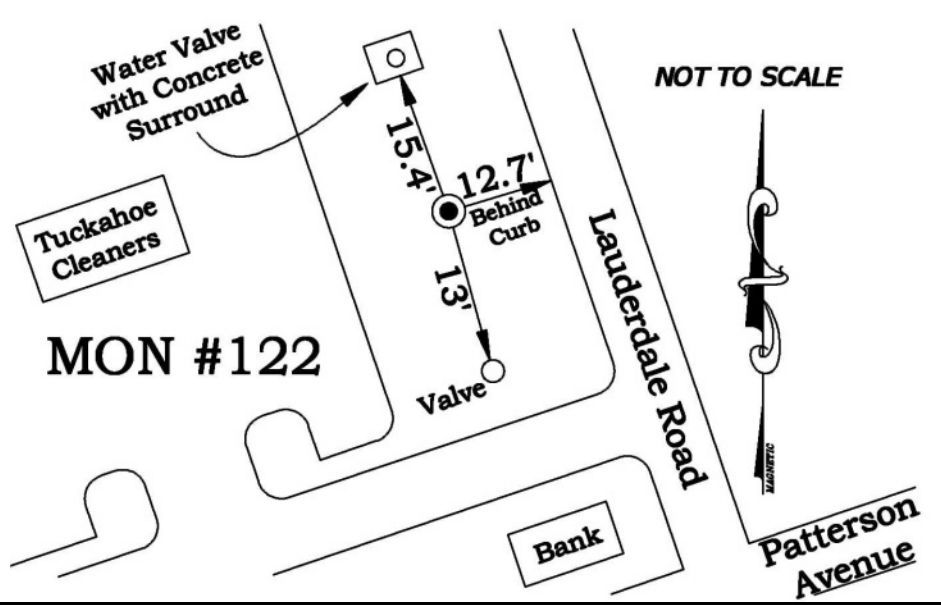 Water Valve
with Concrete
Surround
NOT TO SCALE
15.4'
12.7'
Behind
Curb
Tuckahoe
Cleaners
13'
MON #122
Lauderdale Road
Valve
MAGNETIC
Bank
Patterson
Avenue